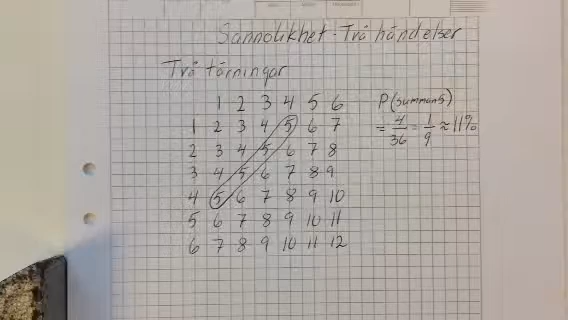 Sannolikhet - Två händelser
Två tärningar
1 2 3 4 5 6
1 2 3 4 5 6 7
2 3 4 5 6 7 8
3 4 5 6 7 8 9
4 5 6 7 8 9 10
5 6 7 8 9 10 11
6 7 8 9 10 11 12
P(summan 5)
= 4/36 = 1/9 ≈ 11%